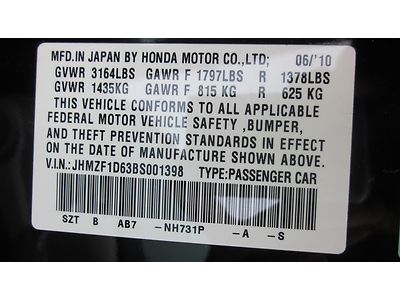 MFD.IN JAPAN BY HONDA MOTOR CO.,LTD; 06/'10
GVWR 3164LBS GAWR F 1797LBS R 1378LBS
GVWR 1435KG GAWR F 815 KG R 625 KG
THIS VEHICLE CONFORMS TO ALL APPLICABLE
FEDERAL MOTOR VEHICLE SAFETY ,BUMPER,
AND THEFT PREVENTION STANDARDS IN EFFECT
ON THE DATE OF MANUFACTURE SHOWN ABOVE.
V.I.N.: JHMZF1D63BS001398 TYPE:PASSENGER CAR
SZT B AB7 -NH731P -A -S